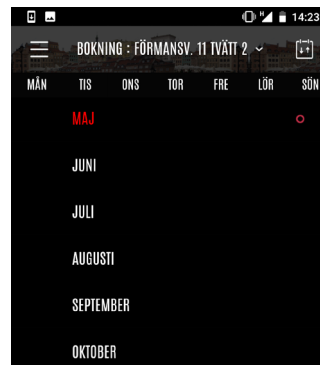 14:23
BOKNING : FÖRMANSV. 11 TVÄTT 2
MÅN TIS ONS TOR FRE LÖR SÖN
MAJ
JUNI
JULI
AUGUSTI
SEPTEMBER
OKTOBER